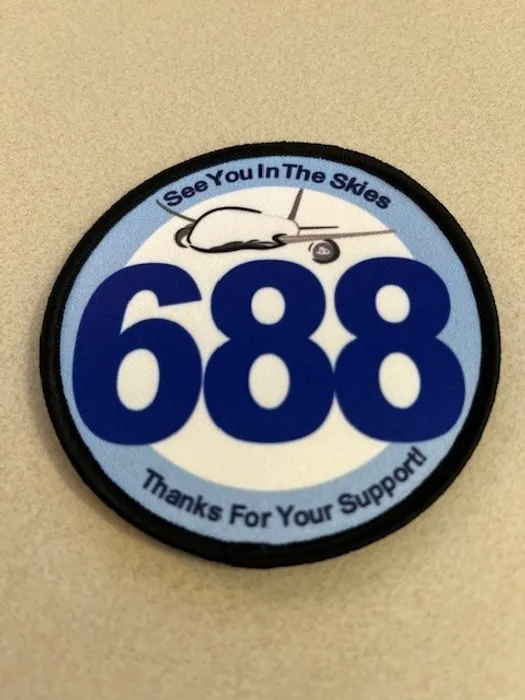 See You In The Skies
688
Thanks For Your Support!